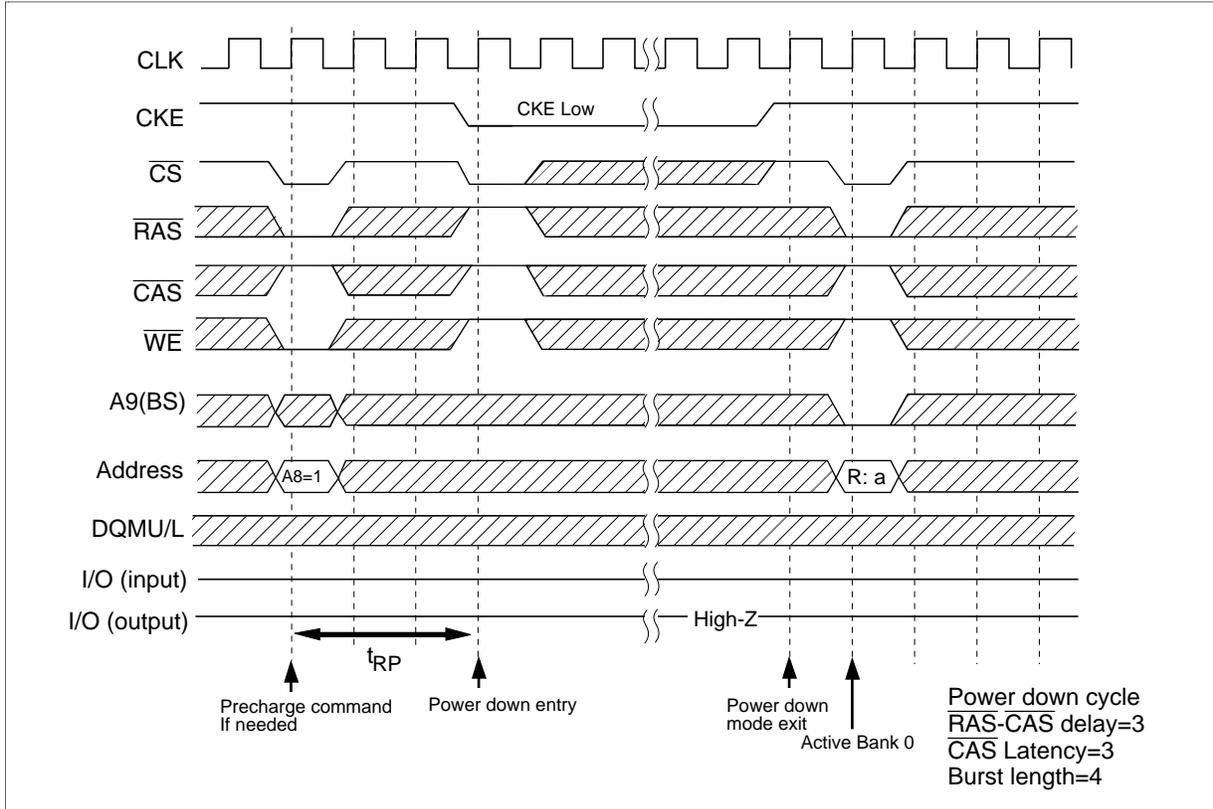 CLK
CKE
CKE Low
CS
RAS
CAS
WE
A9(BS)
Address
A8=1
R: a
DQMU/L
I/O (input)
I/O (output)
High-Z
tRP
Precharge command
If needed
Power down entry
Power down
mode exit
Active Bank 0
Power down cycle
RAS-CAS delay=3
CAS Latency=3
Burst length=4